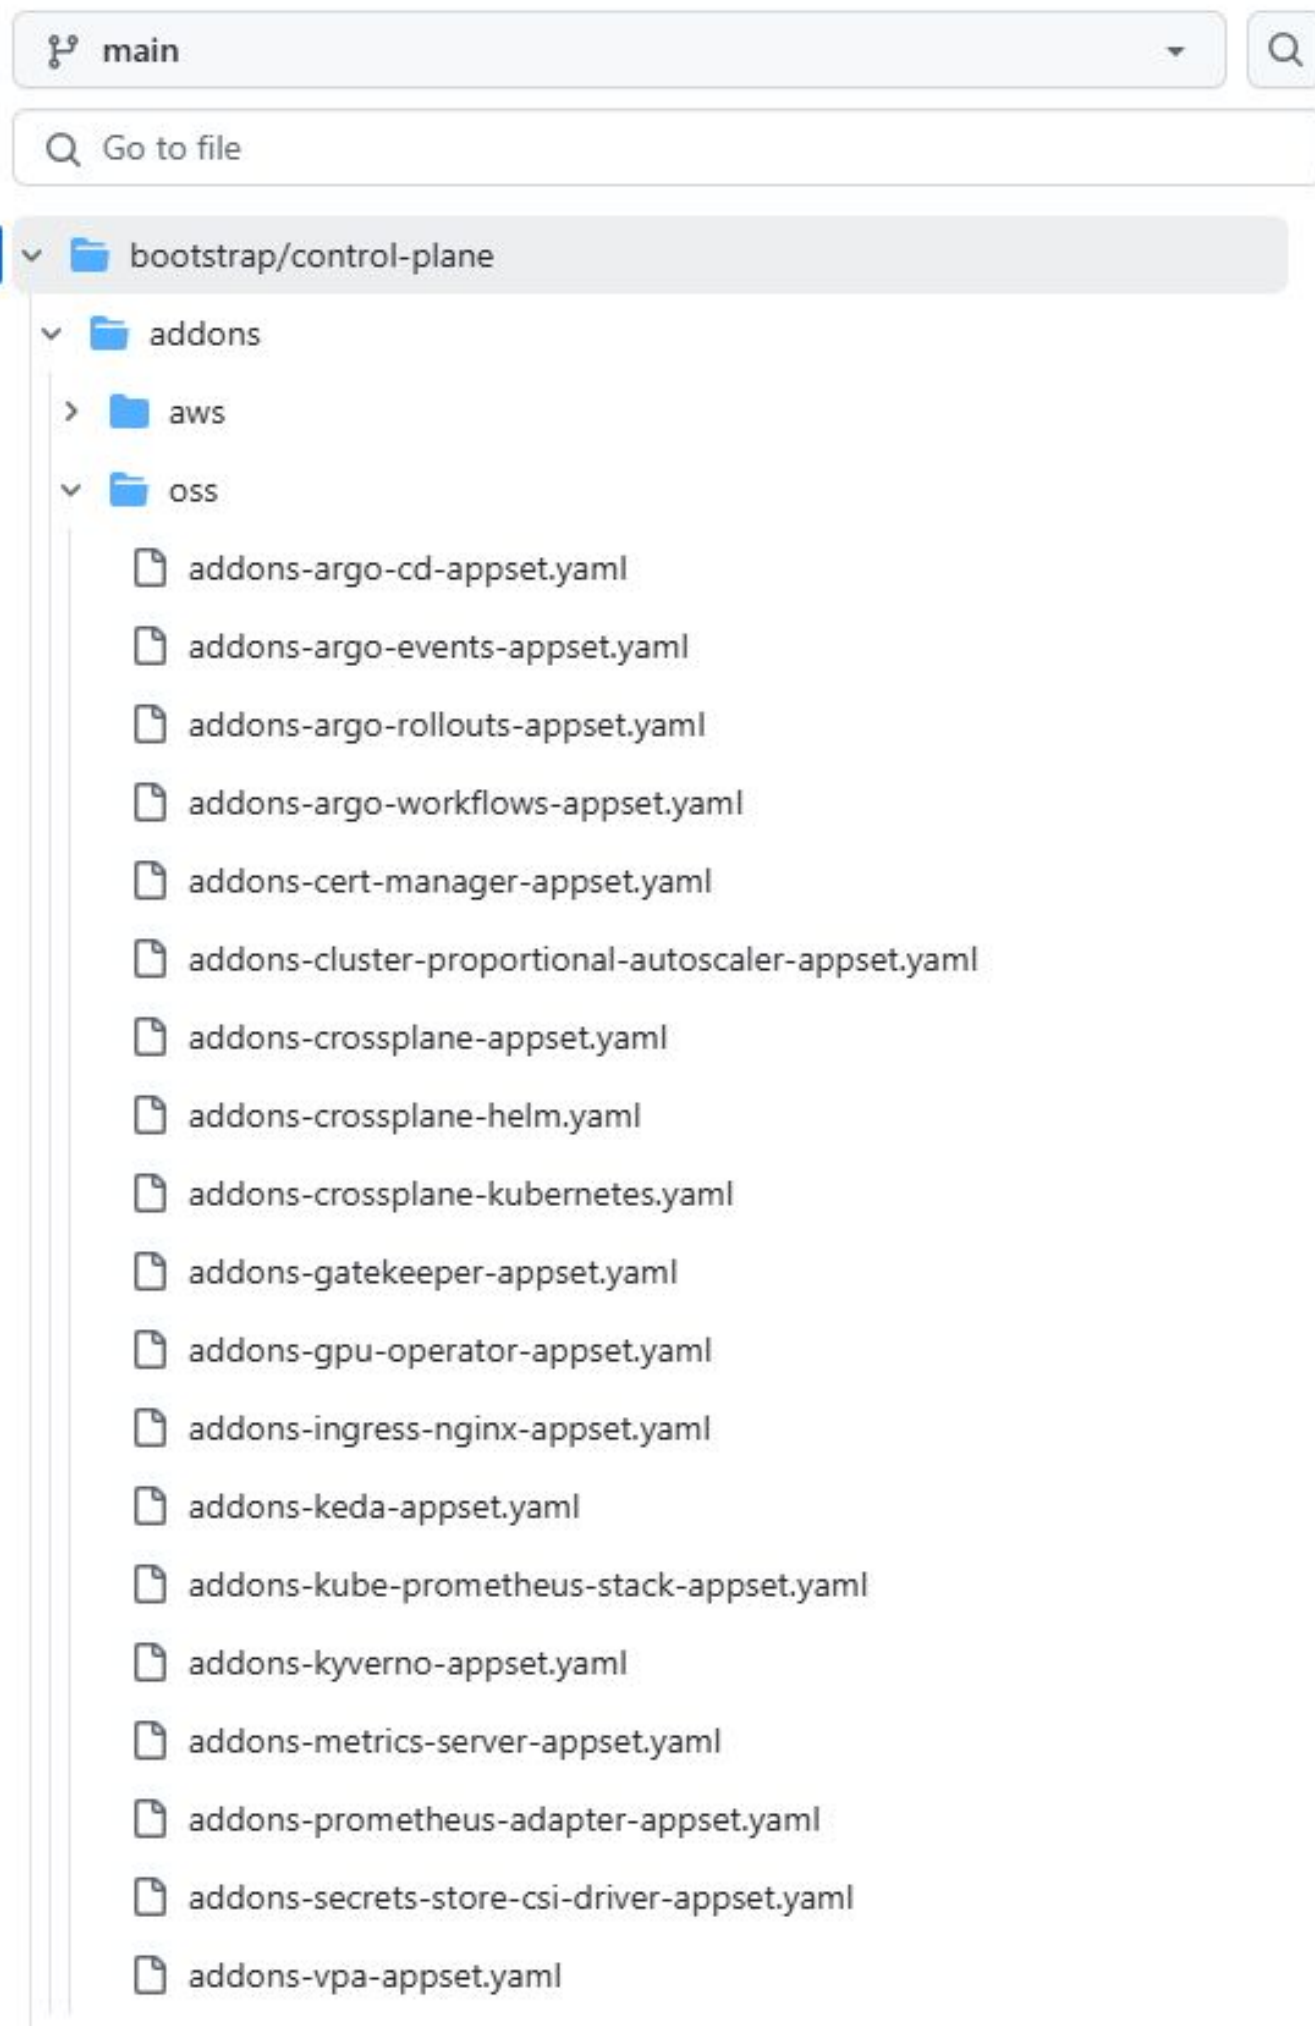 main
Go to file
bootstrap/control-plane
addons
aws
oss
addons-argo-cd-appset.yaml
addons-argo-events-appset.yaml
addons-argo-rollouts-appset.yaml
addons-argo-workflows-appset.yaml
addons-cert-manager-appset.yaml
addons-cluster-proportional-autoscaler-appset.yaml
addons-crossplane-appset.yaml
addons-crossplane-helm.yaml
addons-crossplane-kubernetes.yaml
addons-gatekeeper-appset.yaml
addons-gpu-operator-appset.yaml
addons-ingress-nginx-appset.yaml
addons-keda-appset.yaml
addons-kube-prometheus-stack-appset.yaml
addons-kyverno-appset.yaml
addons-metrics-server-appset.yaml
addons-prometheus-adapter-appset.yaml
addons-secrets-store-csi-driver-appset.yaml
addons-vpa-appset.yaml